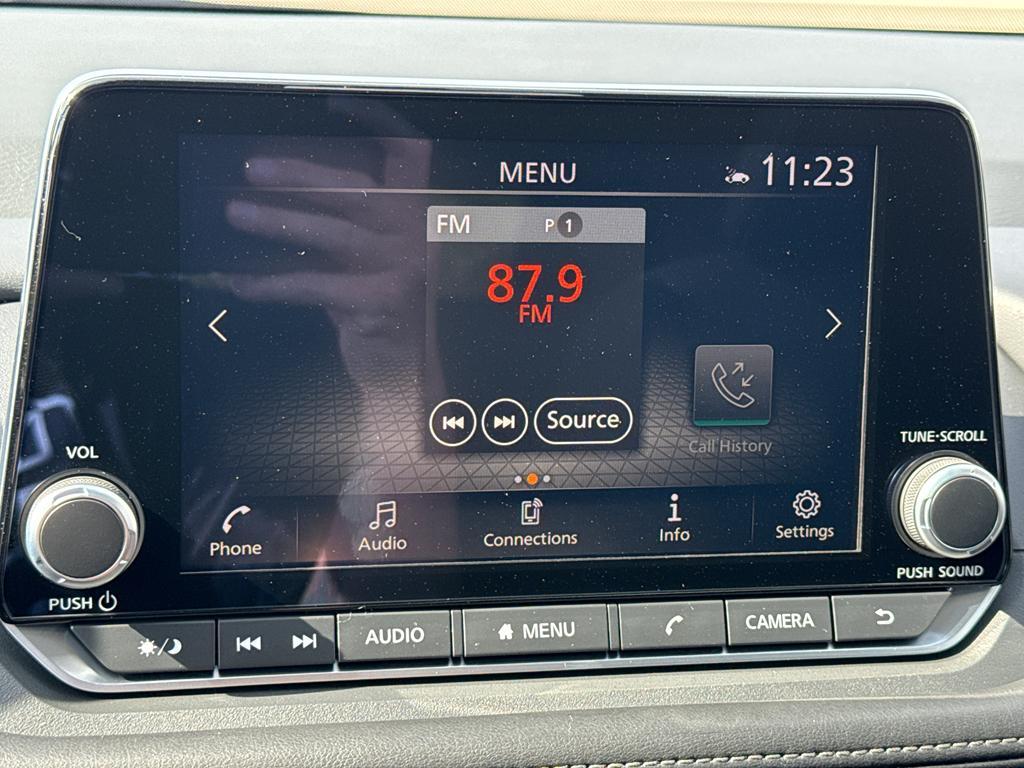 MENU
11:23
FM P 1
87.9
FM
Source
Call History
VOL
TUNE·SCROLL
Phone
Audio
Connections
Info
Settings
PUSH
PUSH SOUND
AUDIO
MENU
CAMERA